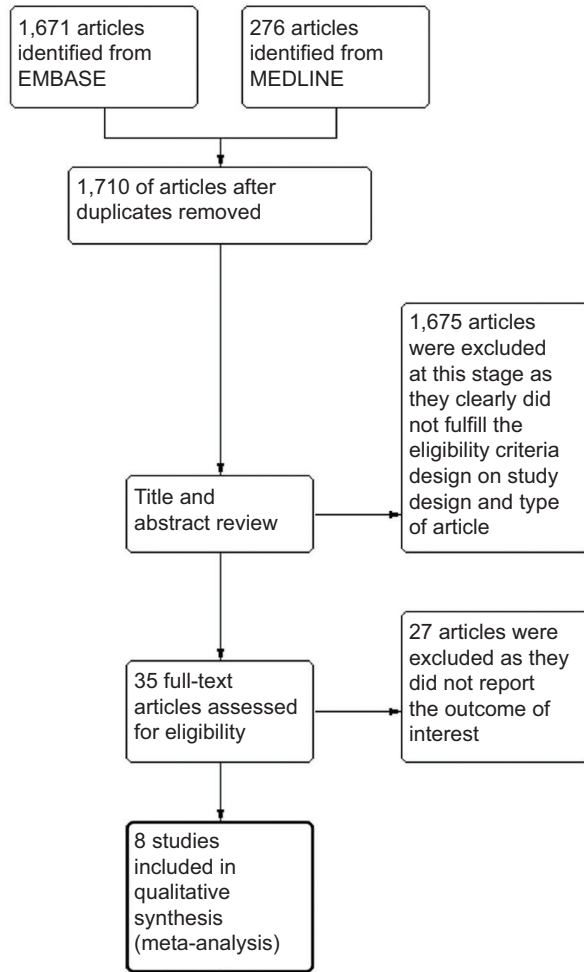 1,671 articles
identified from
EMBASE
276 articles
identified from
MEDLINE
1,710 of articles after
duplicates removed
1,675 articles
were excluded
at this stage as
they clearly did
not fulfill the
eligibility criteria
design on study
design and type
of article
Title and
abstract review
27 articles were
excluded as they
did not report
the outcome of
interest
35 full-text
articles assessed
for eligibility
8 studies
included in
qualitative
synthesis
(meta-analysis)